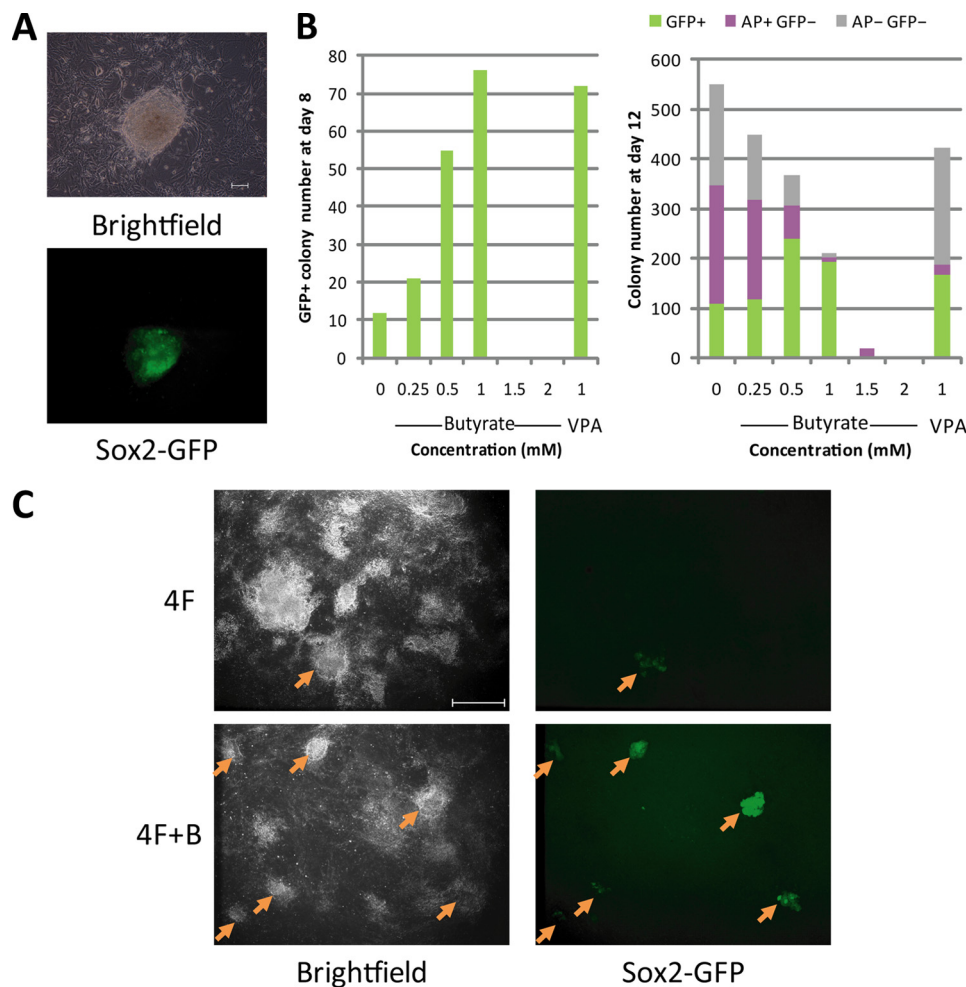 A
Brightfield
Sox2-GFP
B
GFP+ colony number at day 8
80
70
60
50
40
30
20
10
0
0 0.25 0.5 1 1.5 2 1
Butyrate VPA
Concentration (mM)
GFP+ AP+ GFP− AP− GFP−
Colony number at day 12
600
500
400
300
200
100
0
0 0.25 0.5 1 1.5 2 1
Butyrate VPA
Concentration (mM)
C
4F
4F+B
Brightfield Sox2-GFP